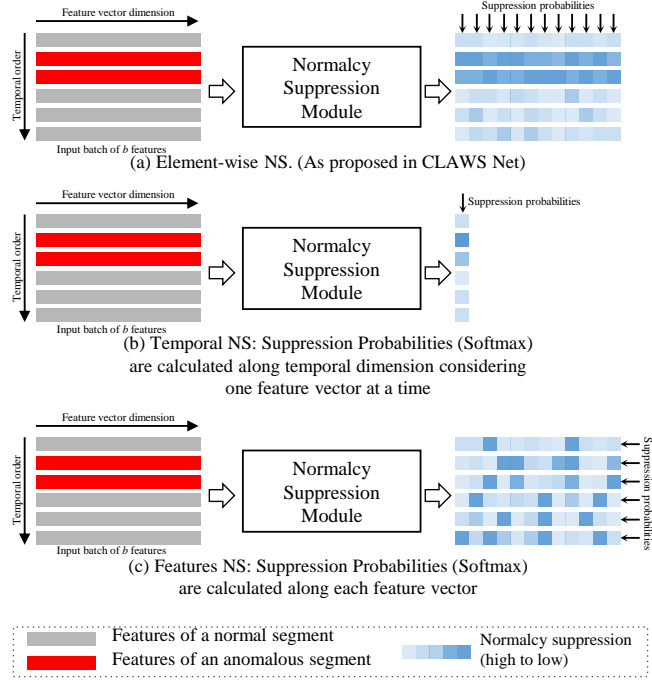 Feature vector dimension
Suppression probabilities
Temporal order
Normalcy
Suppression
Module
Input batch of b features
(a) Element-wise NS. (As proposed in CLAWS Net)
Feature vector dimension
Suppression probabilities
Temporal order
Normalcy
Suppression
Module
Input batch of b features
(b) Temporal NS: Suppression Probabilities (Softmax)
are calculated along temporal dimension considering
one feature vector at a time
Feature vector dimension
Temporal order
Normalcy
Suppression
Module
Suppression probabilities
Input batch of b features
(c) Features NS: Suppression Probabilities (Softmax)
are calculated along each feature vector
Features of a normal segment
Features of an anomalous segment
Normalcy suppression
(high to low)